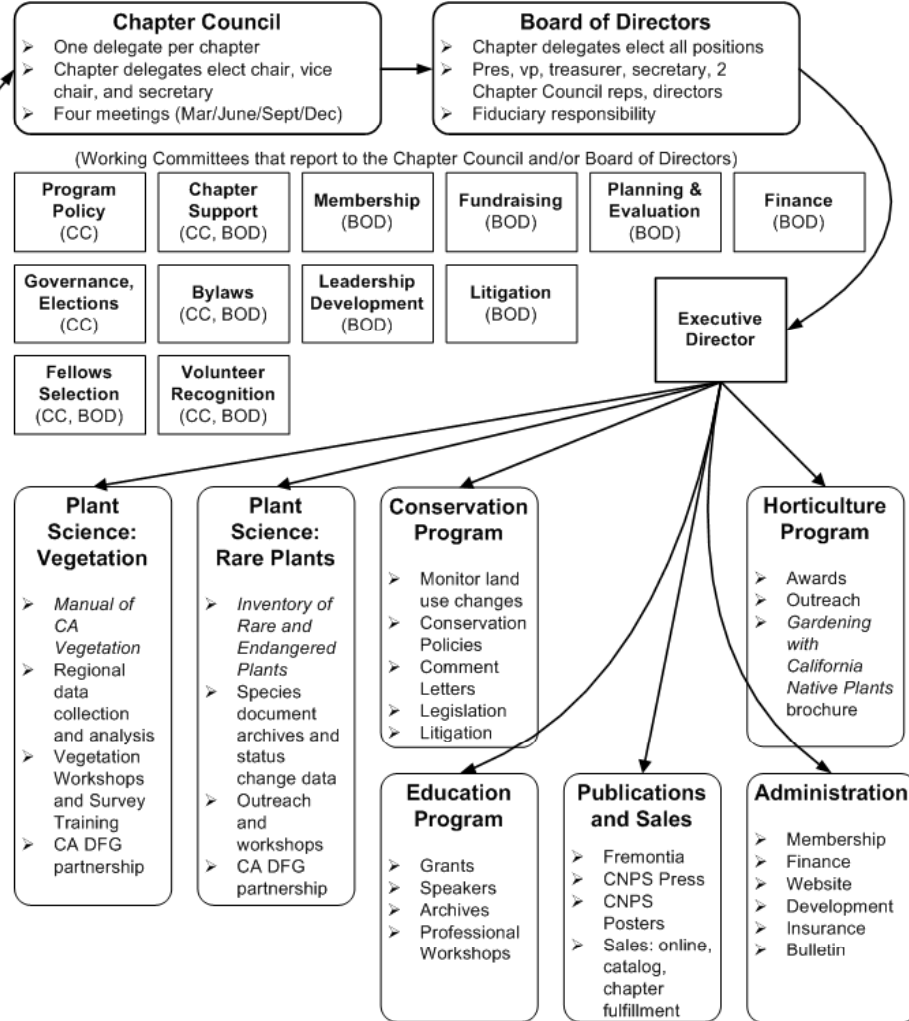 Chapter Council
➢ One delegate per chapter
➢ Chapter delegates elect chair, vice
chair, and secretary
➢ Four meetings (Mar/June/Sept/Dec)
Board of Directors
➢ Chapter delegates elect all positions
➢ Pres, vp, treasurer, secretary, 2
Chapter Council reps, directors
➢ Fiduciary responsibility
(Working Committees that report to the Chapter Council and/or Board of Directors)
Program
Policy
(CC)
Chapter
Support
(CC, BOD)
Membership
(BOD)
Fundraising
(BOD)
Planning &
Evaluation
(BOD)
Finance
(BOD)
Governance,
Elections
(CC)
Bylaws
(CC, BOD)
Leadership
Development
(BOD)
Litigation
(BOD)
Executive
Director
Fellows
Selection
(CC, BOD)
Volunteer
Recognition
(CC, BOD)
Plant
Science:
Vegetation
➢ Manual of
CA
Vegetation
➢ Regional
data
collection
and analysis
➢ Vegetation
Workshops
and Survey
Training
➢ CA DFG
partnership
Plant
Science:
Rare Plants
➢ Inventory of
Rare and
Endangered
Plants
➢ Species
document
archives and
status
change data
➢ Outreach
and
workshops
➢ CA DFG
partnership
Conservation
Program
➢ Monitor land
use changes
➢ Conservation
Policies
➢ Comment
Letters
➢ Legislation
➢ Litigation
Horticulture
Program
➢ Awards
➢ Outreach
➢ Gardening
with
California
Native Plants
brochure
Education
Program
➢ Grants
➢ Speakers
➢ Archives
➢ Professional
Workshops
Publications
and Sales
➢ Fremontia
➢ CNPS Press
➢ CNPS
Posters
➢ Sales: online,
catalog,
chapter
fulfillment
Administration
➢ Membership
➢ Finance
➢ Website
➢ Development
➢ Insurance
➢ Bulletin